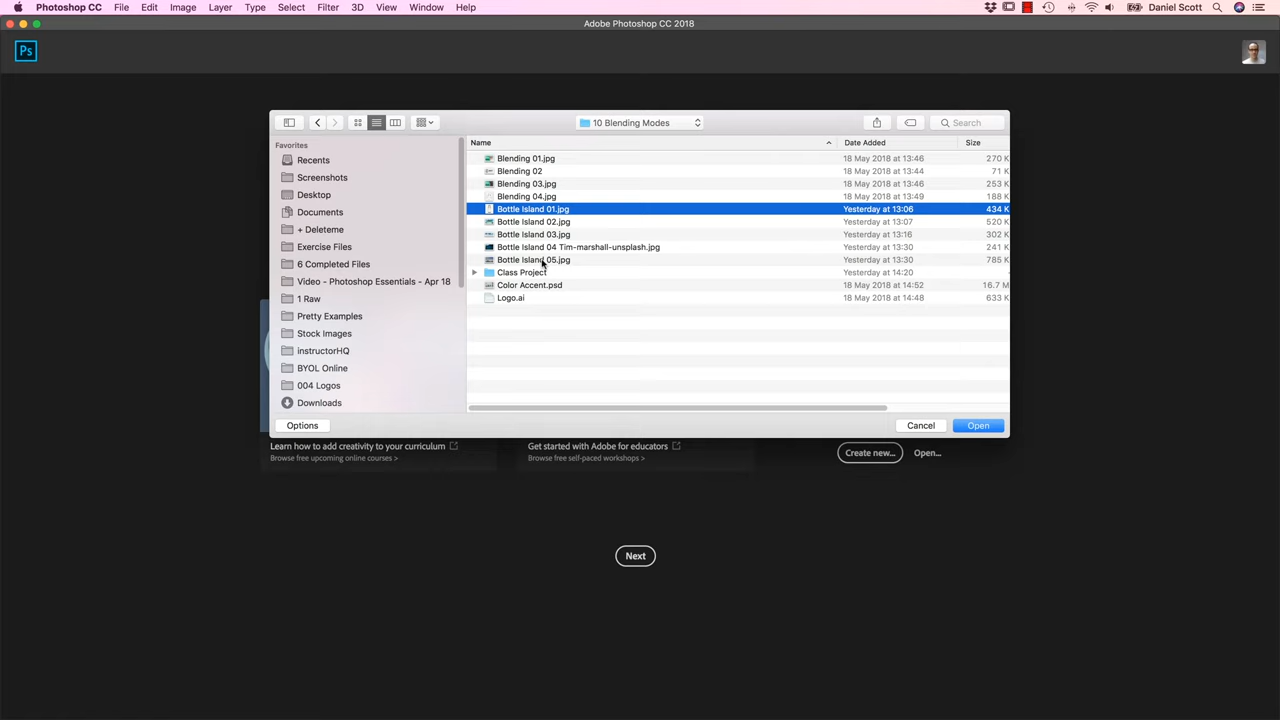 Photoshop CC File Edit Image Layer Type Select Filter 3D View Window Help Daniel Scott
Adobe Photoshop CC 2018
Ps
10 Blending Modes
Search
Favorites
Recents
Screenshots
Desktop
Documents
+ Deleteme
Exercise Files
6 Completed Files
Video - Photoshop Essentials - Apr 18
1 Raw
Pretty Examples
Stock Images
instructorHQ
BYOL Online
004 Logos
Downloads
Name Date Added Size
Blending 01.jpg 18 May 2018 at 13:46 270 K
Blending 02 18 May 2018 at 13:44 71 K
Blending 03.jpg 18 May 2018 at 13:46 253 K
Blending 04.jpg 18 May 2018 at 13:49 188 K
Bottle Island 01.jpg Yesterday at 13:06 434 K
Bottle Island 02.jpg Yesterday at 13:07 520 K
Bottle Island 03.jpg Yesterday at 13:16 302 K
Bottle Island 04 Tim-marshall-unsplash.jpg Yesterday at 13:30 241 K
Bottle Island 05.jpg Yesterday at 13:30 785 K
Class Project Yesterday at 14:20
Color Accent.psd 18 May 2018 at 14:52 16.7 M
Logo.ai 18 May 2018 at 14:48 633 K
Options Cancel Open
Learn how to add creativity to your curriculum
Browse free upcoming online courses >
Get started with Adobe for educators
Browse free self-paced workshops >
Create new... Open...
Next